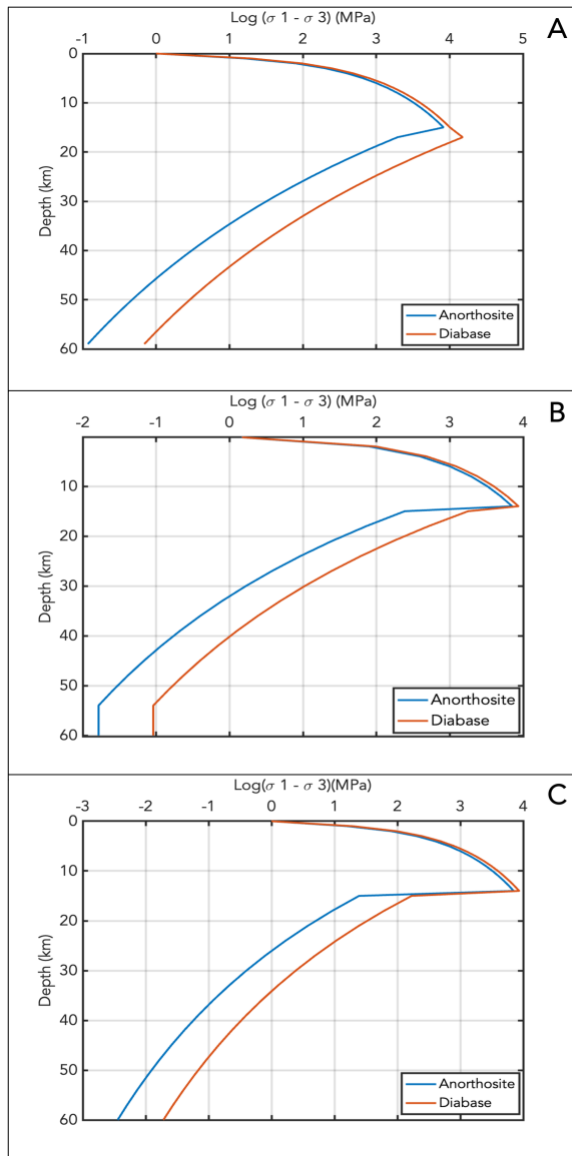 Log (σ 1 - σ 3) (MPa)
A
-1 0 1 2 3 4 5
0
10
20
30
40
50
60
Depth (km)
Anorthosite
Diabase
Log (σ 1 - σ 3) (MPa)
B
-2 -1 0 1 2 3 4
10
20
30
40
50
60
Depth (km)
Anorthosite
Diabase
Log(σ 1 - σ 3)(MPa)
C
-3 -2 -1 0 1 2 3 4
0
10
20
30
40
50
60
Depth (km)
Anorthosite
Diabase